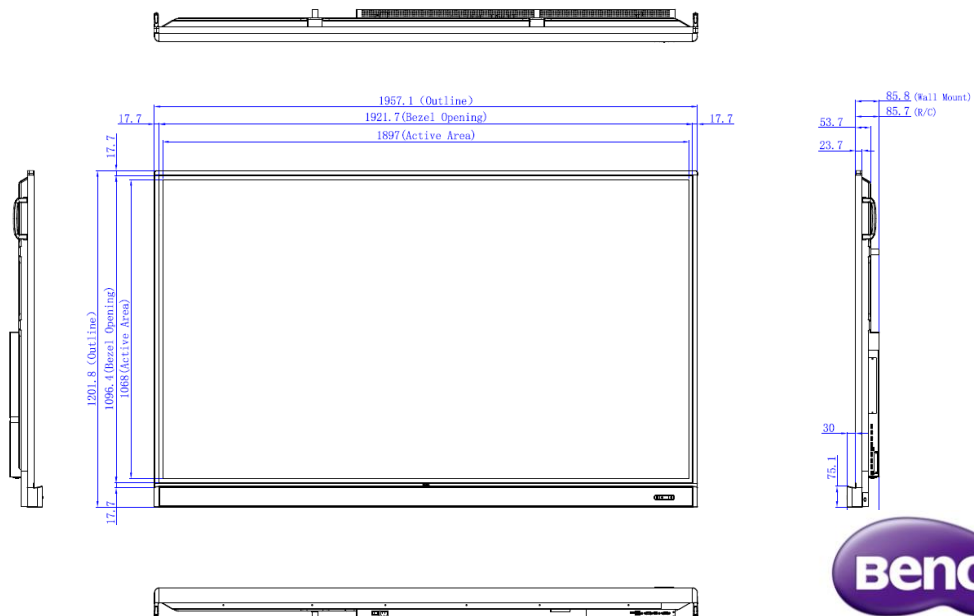 1957.1 (Outline)
17.7
1921.7(Bezel Opening)
17.7
1897(Active Area)
17.7
1201.8 (Outline)
1096.4(Bezel Opening)
1068(Active Area)
17.7
85.8 (Wall Mount)
85.7 (R/C)
53.7
23.7
30
75.1